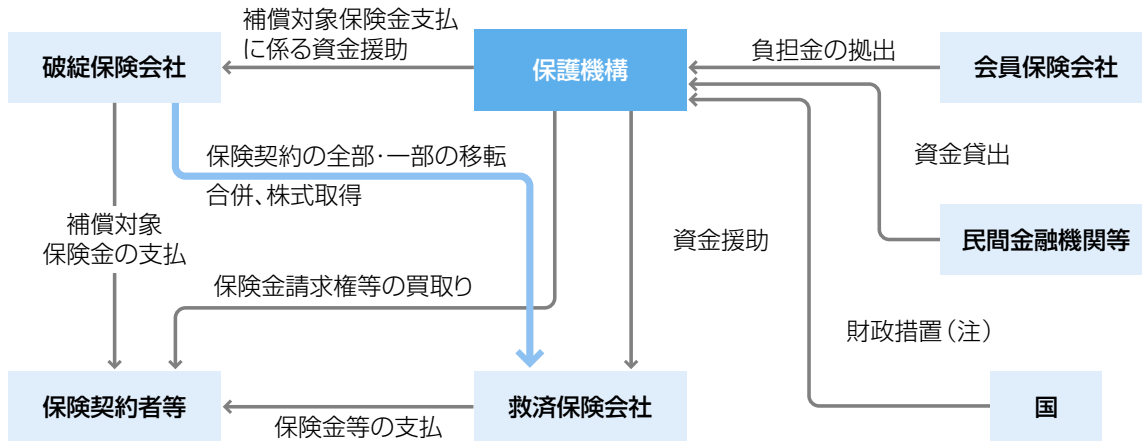 補償対象保険金支払
に係る資金援助
破綻保険会社
保護機構
負担金の拠出
会員保険会社
保険契約の全部・一部の移転
合併、株式取得
資金貸出
補償対象
保険金の支払
資金援助
民間金融機関等
保険金請求権等の買取り
財政措置（注）
保険契約者等
保険金等の支払
救済保険会社
国